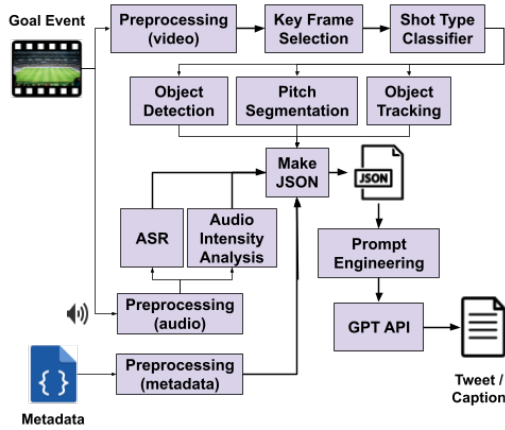 Goal Event
Preprocessing
(video)
Key Frame
Selection
Shot Type
Classifier
Object
Detection
Pitch
Segmentation
Object
Tracking
Make
JSON
JSON
ASR
Audio
Intensity
Analysis
Prompt
Engineering
Preprocessing
(audio)
GPT API
Preprocessing
(metadata)
{ }
Metadata
Tweet /
Caption